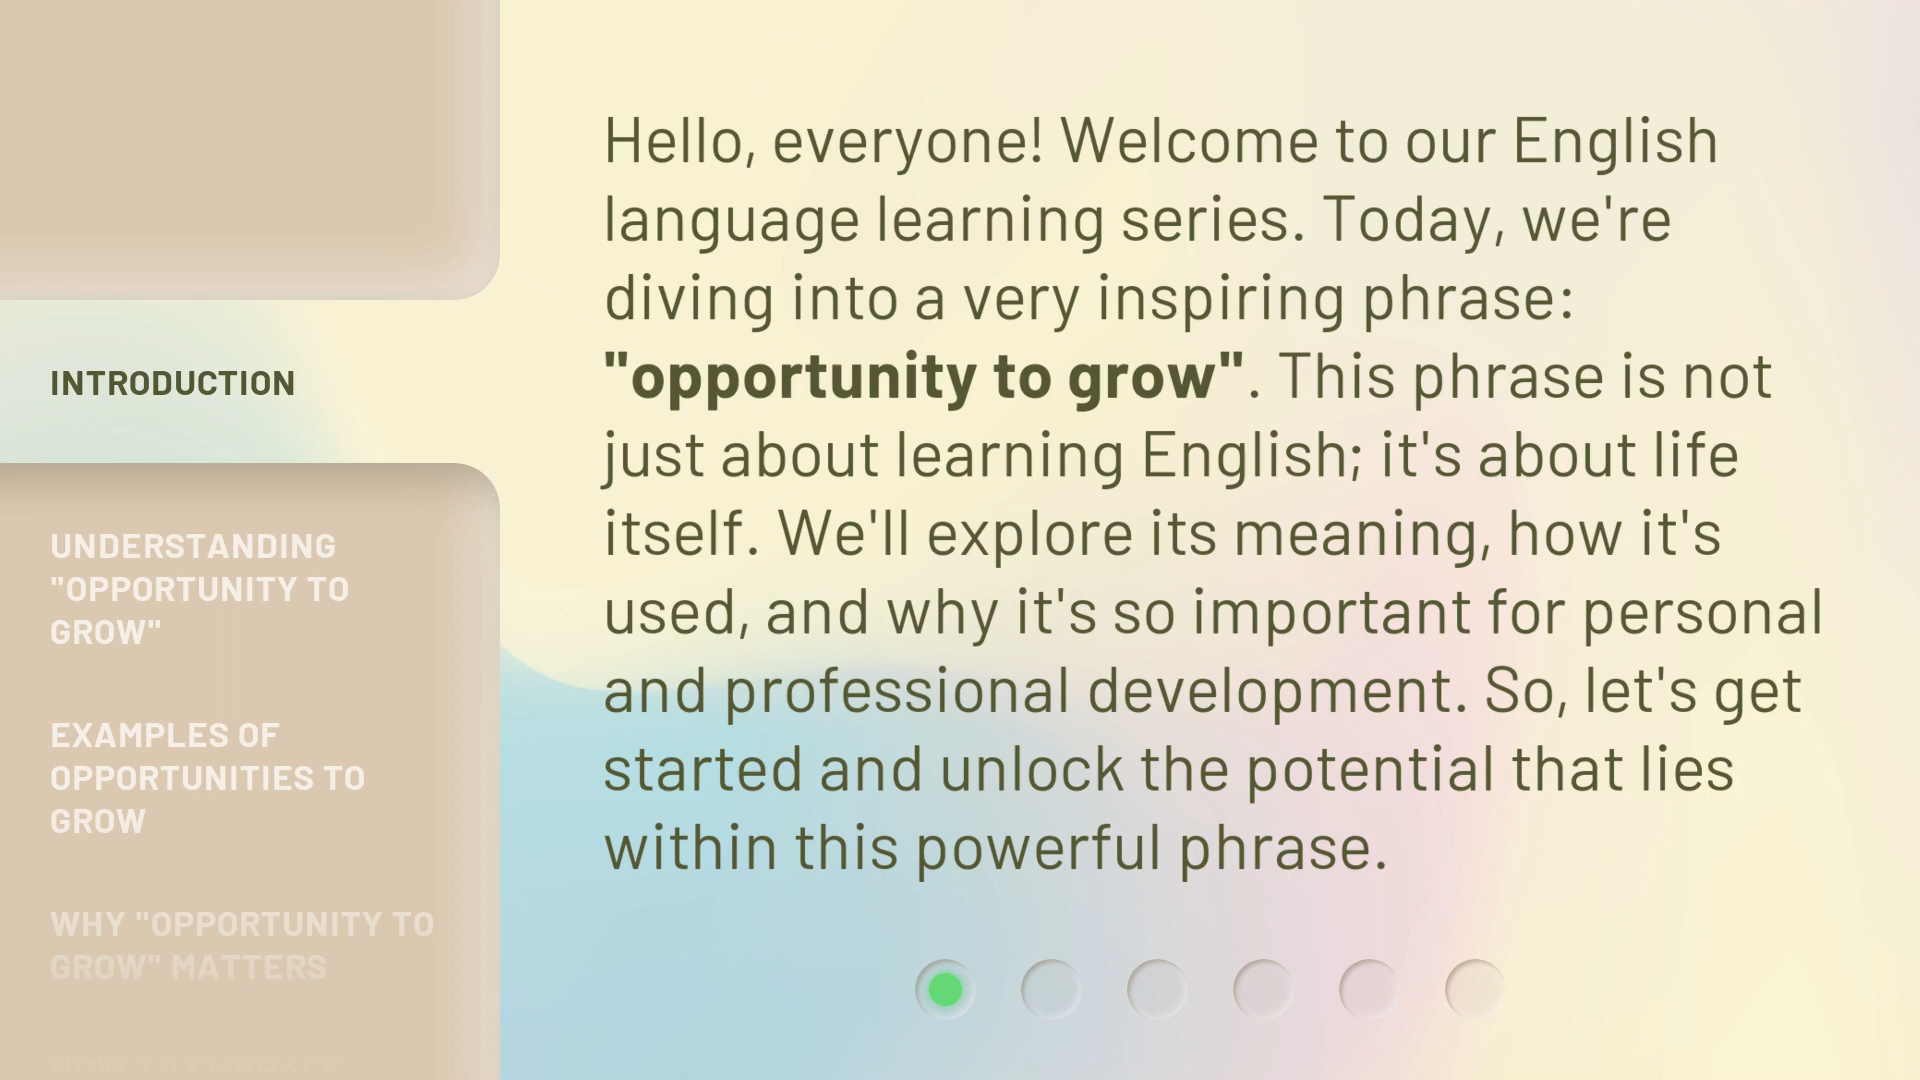 INTRODUCTION
UNDERSTANDING
"OPPORTUNITY TO
GROW"
EXAMPLES OF
OPPORTUNITIES TO
GROW
WHY "OPPORTUNITY TO
GROW" MATTERS
HOW TO EMBRACE
Hello, everyone! Welcome to our English
language learning series. Today, we're
diving into a very inspiring phrase:
"opportunity to grow". This phrase is not
just about learning English; it's about life
itself. We'll explore its meaning, how it's
used, and why it's so important for personal
and professional development. So, let's get
started and unlock the potential that lies
within this powerful phrase.